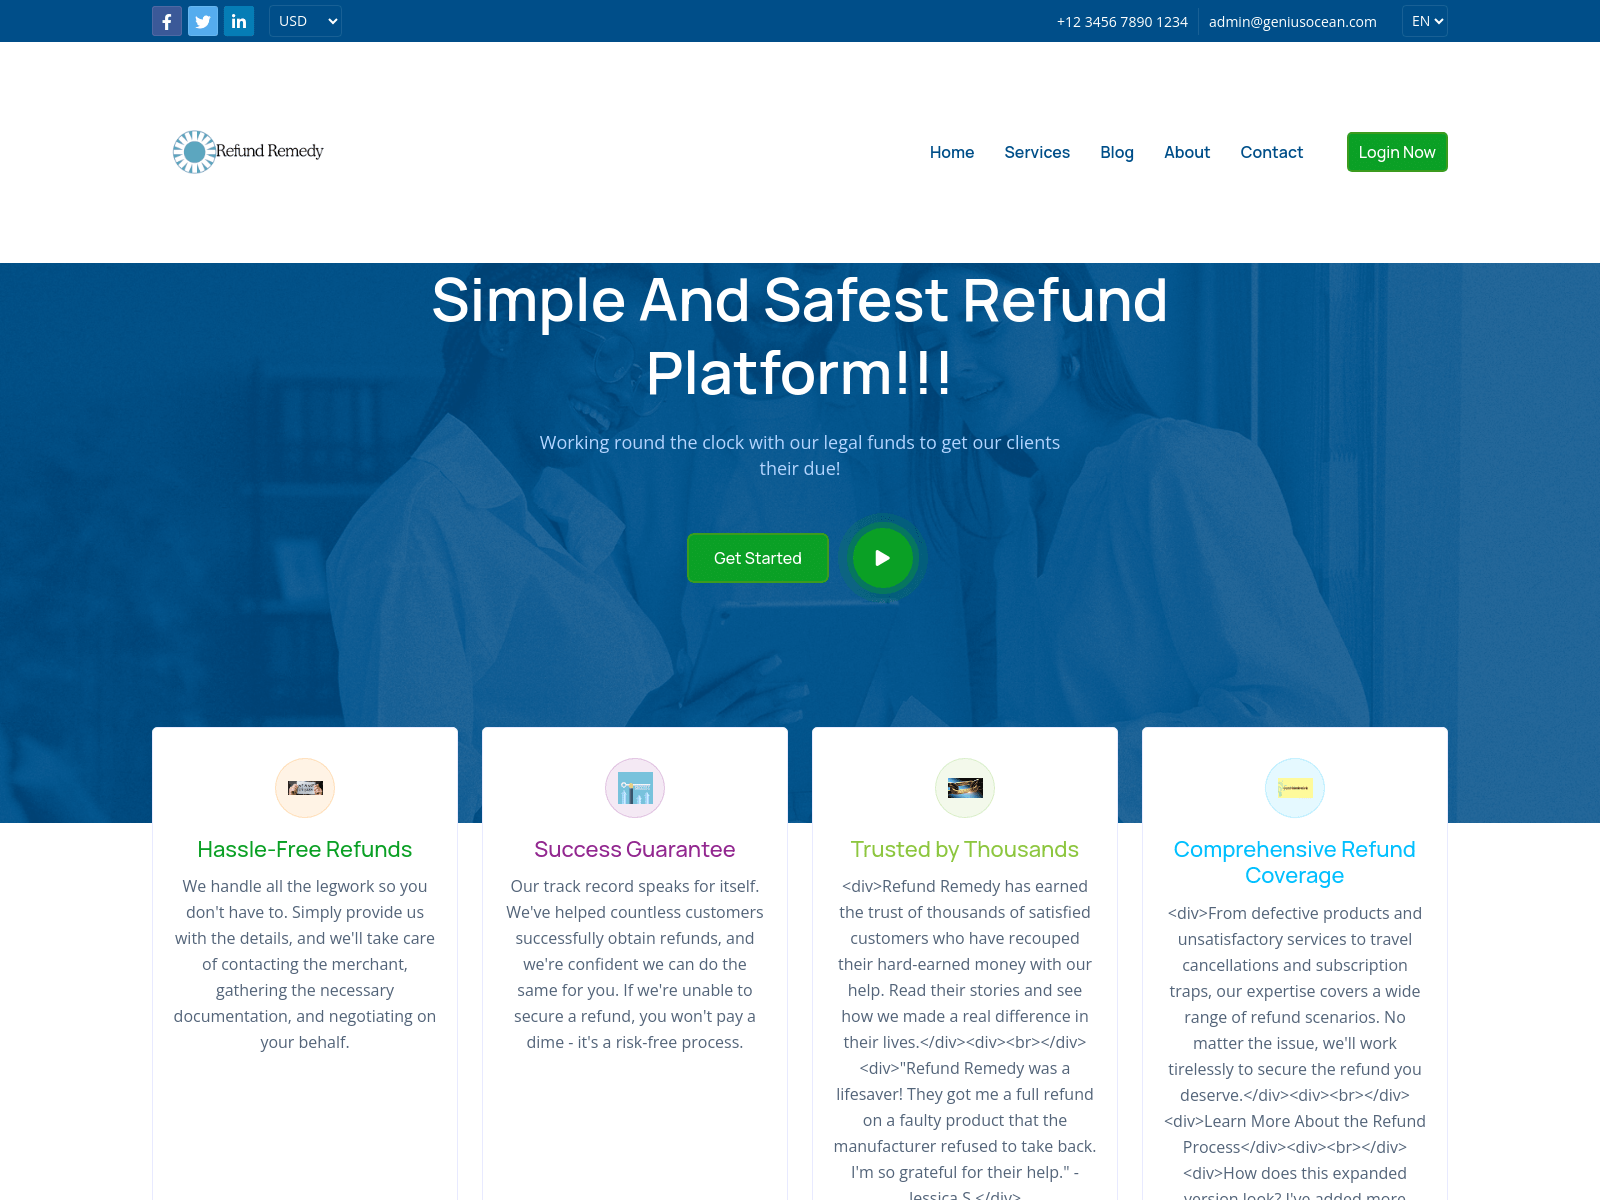 USD
+12 3456 7890 1234
admin@geniusocean.com
EN
Refund Remedy
Home
Services
Blog
About
Contact
Login Now
Simple And Safest Refund
Platform!!!
Working round the clock with our legal funds to get our clients
their due!
Get Started
Hassle-Free Refunds
We handle all the legwork so you
don't have to. Simply provide us
with the details, and we'll take care
of contacting the merchant,
gathering the necessary
documentation, and negotiating on
your behalf.
Success Guarantee
Our track record speaks for itself.
We've helped countless customers
successfully obtain refunds, and
we're confident we can do the
same for you. If we're unable to
secure a refund, you won't pay a
dime - it's a risk-free process.
Trusted by Thousands
<div>Refund Remedy has earned
the trust of thousands of satisfied
customers who have recouped
their hard-earned money with our
help. Read their stories and see
how we made a real difference in
their lives.</div><div><br></div>
<div>"Refund Remedy was a
lifesaver! They got me a full refund
on a faulty product that the
manufacturer refused to take back.
I'm so grateful for their help." -
Jessica S.</div>
Comprehensive Refund
Coverage
<div>From defective products and
unsatisfactory services to travel
cancellations and subscription
traps, our expertise covers a wide
range of refund scenarios. No
matter the issue, we'll work
tirelessly to secure the refund you
deserve.</div><div><br></div>
<div>Learn More About the Refund
Process</div><div><br></div>
<div>How does this expanded
version look? I've added more